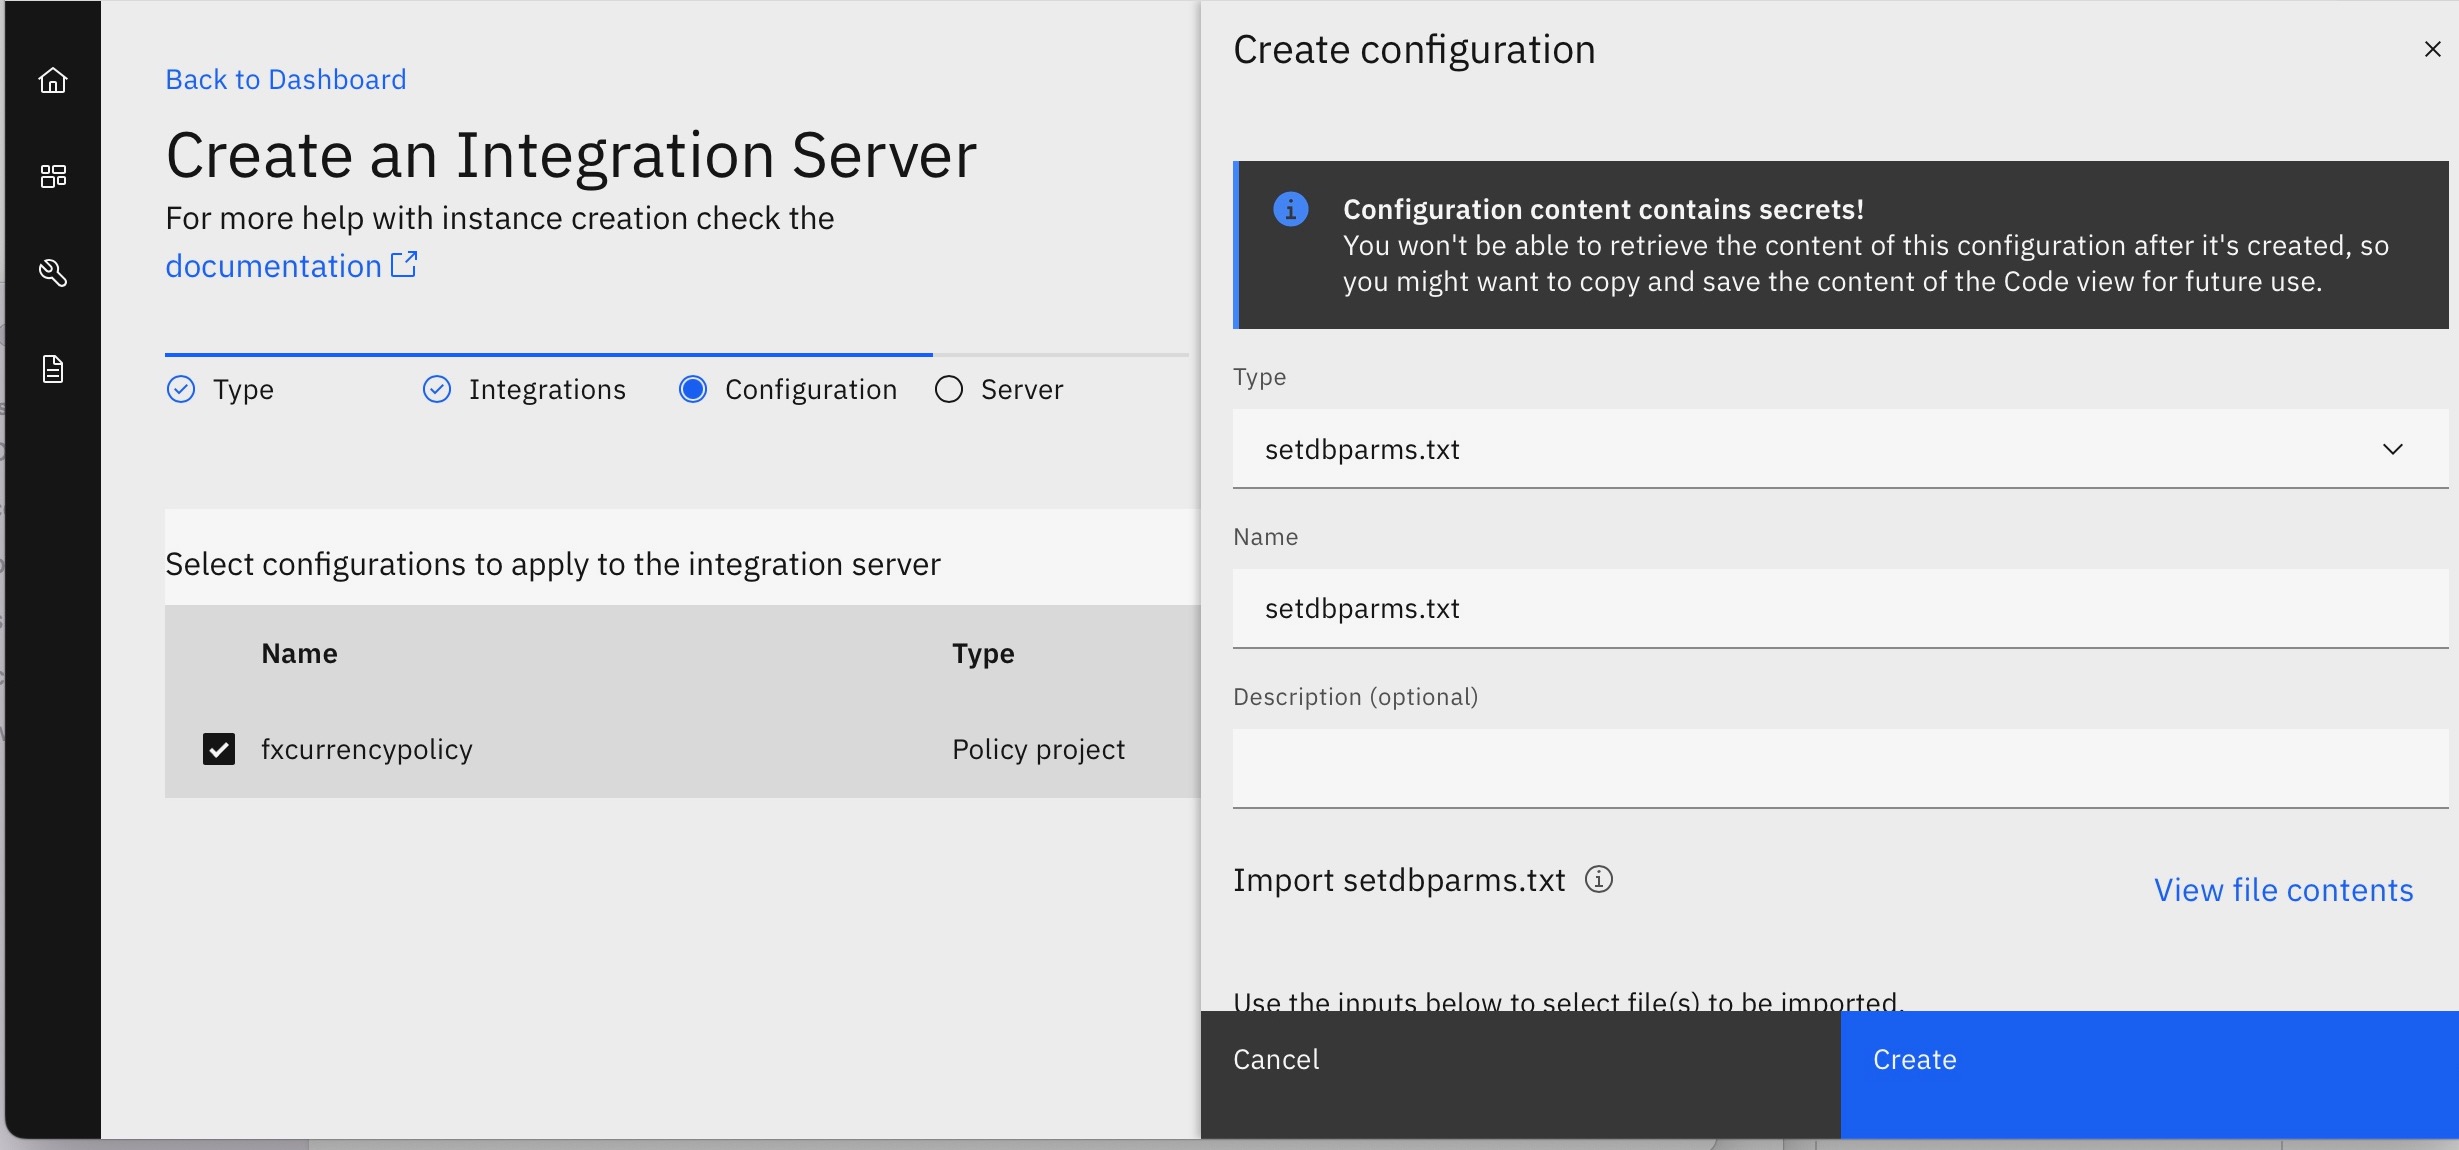 Back to Dashboard
Create an Integration Server
For more help with instance creation check the
documentation
Type
Integrations
Configuration
Server
Select configurations to apply to the integration server
Name
Type
fxcurrencypolicy
Policy project
Create configuration
Configuration content contains secrets!
You won't be able to retrieve the content of this configuration after it's created, so
you might want to copy and save the content of the Code view for future use.
Type
setdbparms.txt
Name
setdbparms.txt
Description (optional)
Import setdbparms.txt
View file contents
Use the inputs below to select file(s) to be imported.
Cancel
Create